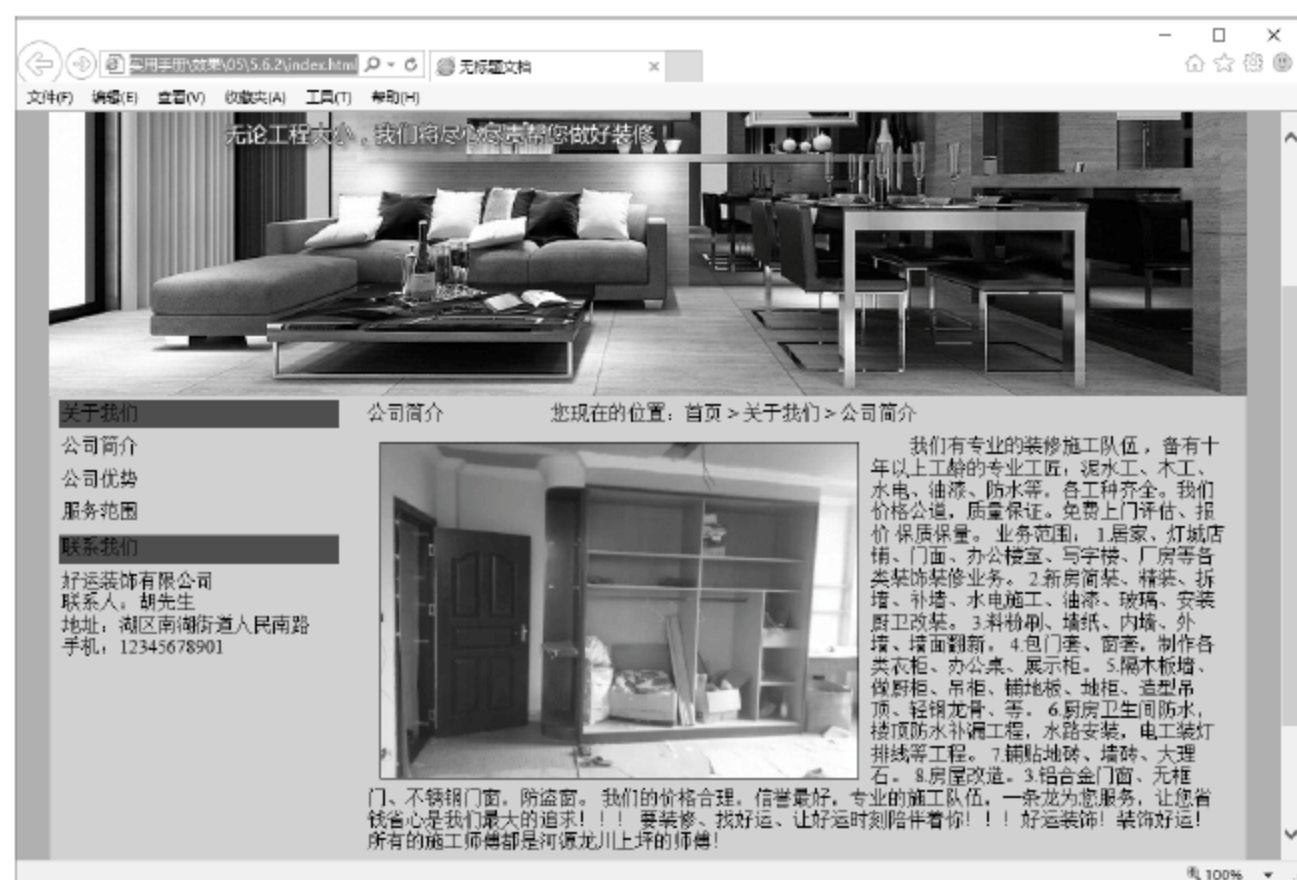 实用手册\效果\05\5.6.2\index.html
无标题文档
文件(F) 编辑(E) 查看(V) 收藏夹(A) 工具(T) 帮助(H)
无论工程大小，我们将尽心尽责帮您做好装修！
关于我们
公司简介
公司优势
服务范围
联系我们
好运装饰有限公司
联系人：胡先生
地址：湖区南湖街道人民南路
手机：12345678901
公司简介 您现在的位置：首页>关于我们>公司简介
我们有专业的装修施工队伍，备有十
年以上工龄的专业工匠：泥水工、木工、
水电、油漆、防水等，各工种齐全。我们
价格公道，质量保证。免费上门评估、报
价 保质保量。 业务范围： 1.居家、灯城店
铺、门面、办公楼室、写字楼、厂房等各
类装饰装修业务。 2.新房简装、精装、拆
墙、补墙、水电施工、油漆、玻璃、安装
厨卫改装。 3.料粉刷、墙纸、内墙、外
墙、墙面翻新。 4.包门套、窗套，制作各
类衣柜、办公桌、展示柜。 5.隔木板墙、
做厨柜、吊柜、铺地板、地柜、造型吊
顶、轻钢龙骨、等。 6.厨房卫生间防水，
楼顶防水补漏工程，水路安装，电工装灯
排线等工程。 7.铺贴地砖、墙砖、大理
石。 8.房屋改造。3.铝合金门窗、无框
门、不锈钢门窗，防盗窗。 我们的价格合理，信誉最好，专业的施工队伍，一条龙为您服务，让您省
钱省心是我们最大的追求！！！ 要装修、找好运、让好运时刻陪伴着你！！！好运装饰！装饰好运！
所有的施工师傅都是河源龙川上坪的师傅！
100%